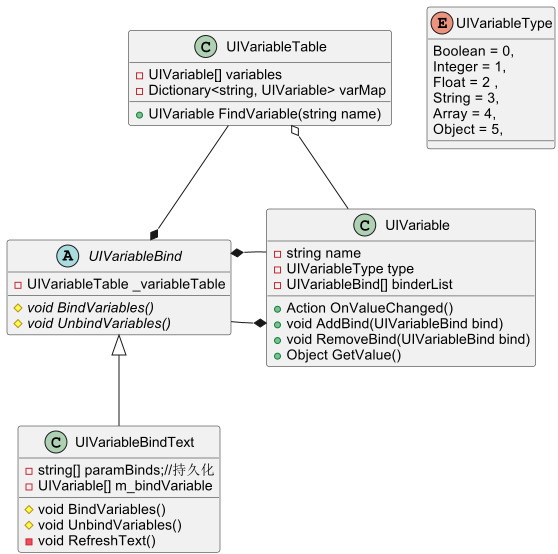 C UIVariableTable
UIVariable[] variables
Dictionary<string, UIVariable> varMap
UIVariable FindVariable(string name)
E UIVariableType
Boolean = 0,
Integer = 1,
Float = 2 ,
String = 3,
Array = 4,
Object = 5,
A UIVariableBind
UIVariableTable _variableTable
void BindVariables()
void UnbindVariables()
C UIVariable
string name
UIVariableType type
UIVariableBind[] binderList
Action OnValueChanged()
void AddBind(UIVariableBind bind)
void RemoveBind(UIVariableBind bind)
Object GetValue()
C UIVariableBindText
string[] paramBinds;//持久化
UIVariable[] m_bindVariable
void BindVariables()
void UnbindVariables()
void RefreshText()